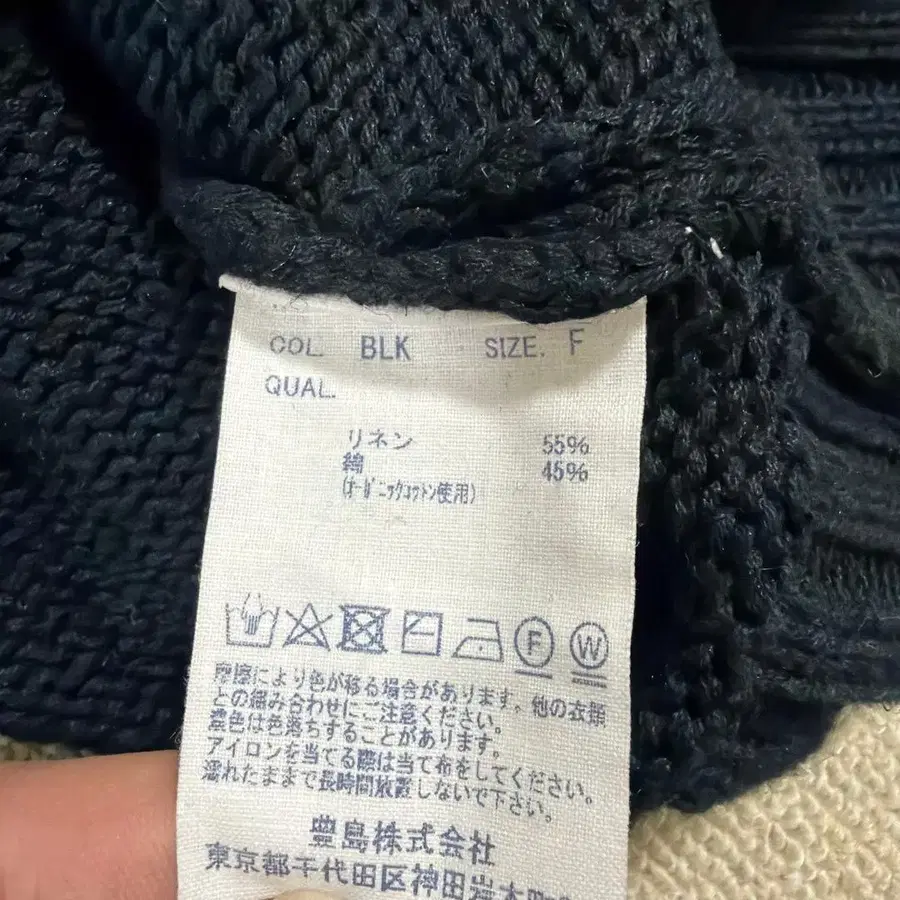 COL. BLK SIZE. F
QUAL.
リネン 55%
綿 45%
(ｵｰｶﾞﾆｯｸｺｯﾄﾝ使用)
F W
摩擦により色が移る場合があります。他の衣類
との組み合わせにご注意ください。
濃色は色落ちすることがあります。
アイロンを当てる際は当て布をしてください。
濡れたままで長時間放置しないで下さい。
豊島株式会社
東京都千代田区神田岩本町